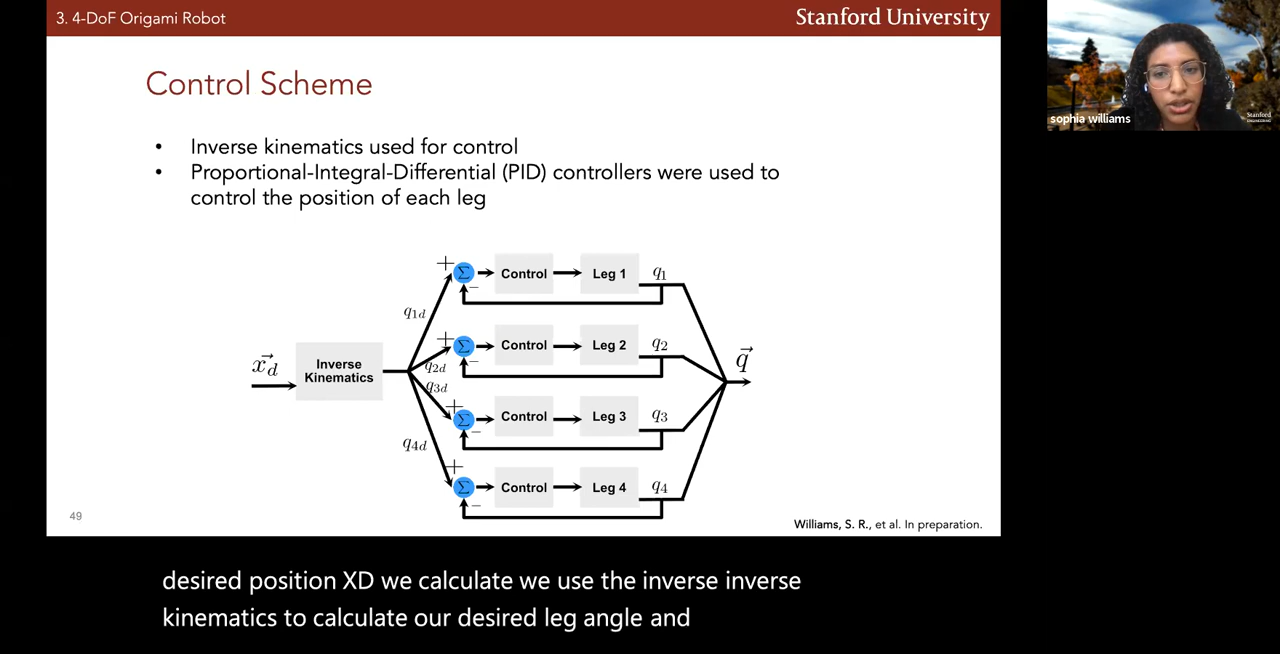 3. 4-DoF Origami Robot
Stanford University
Control Scheme
• Inverse kinematics used for control
• Proportional-Integral-Differential (PID) controllers were used to
control the position of each leg
+
Σ
−
Control
Leg 1
q₁
q₁d
+
Σ
−
Control
Leg 2
q₂
q₂d
x⃗d
Inverse
Kinematics
q⃗
q₃d
+
Σ
−
Control
Leg 3
q₃
q₄d
+
Σ
−
Control
Leg 4
q₄
49
Williams, S. R., et al. In preparation.
sophia williams
Stanford
ENGINEERING
desired position XD we calculate we use the inverse inverse
kinematics to calculate our desired leg angle and